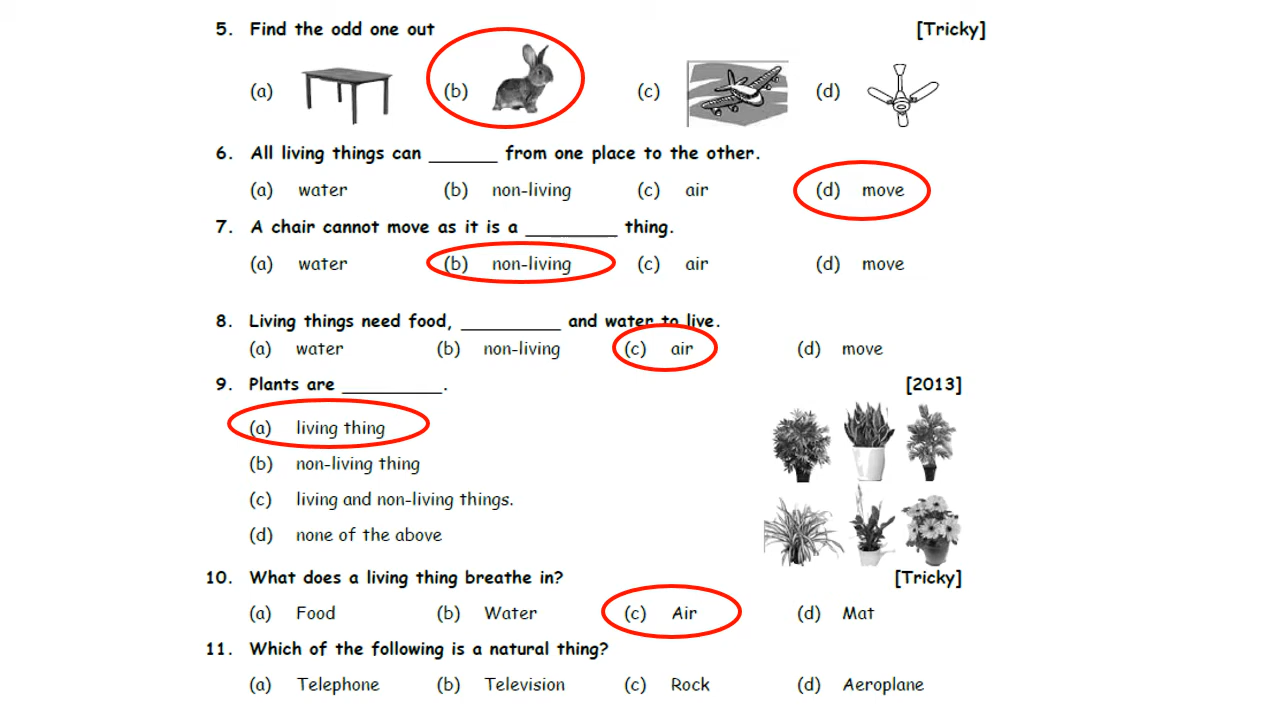 5. Find the odd one out [Tricky]
(a) (b) (c) (d)
6. All living things can ______ from one place to the other.
(a) water (b) non-living (c) air (d) move
7. A chair cannot move as it is a ________ thing.
(a) water (b) non-living (c) air (d) move
8. Living things need food, _________ and water to live.
(a) water (b) non-living (c) air (d) move
9. Plants are _________. [2013]
(a) living thing
(b) non-living thing
(c) living and non-living things.
(d) none of the above
10. What does a living thing breathe in? [Tricky]
(a) Food (b) Water (c) Air (d) Mat
11. Which of the following is a natural thing?
(a) Telephone (b) Television (c) Rock (d) Aeroplane